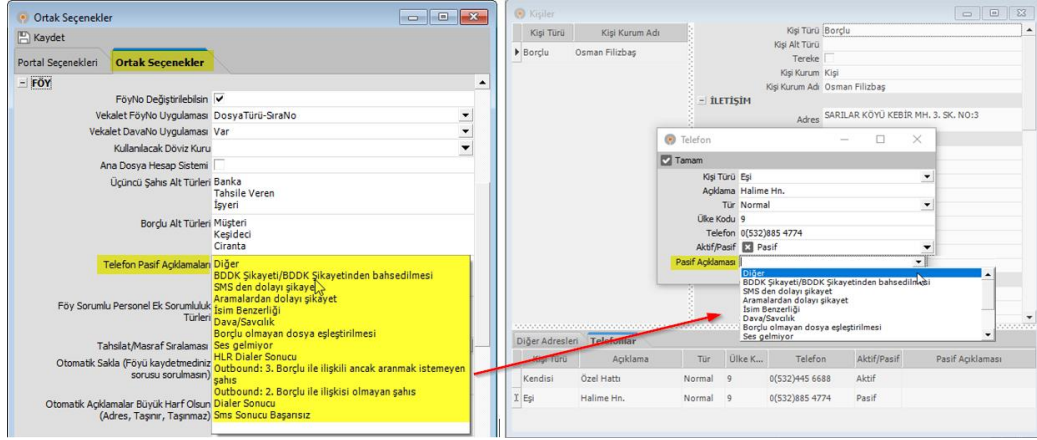 Ortak Seçenekler
Kaydet
Portal Seçenekleri Ortak Seçenekler
FÖY
FöyNo Değiştirilebilsin
Vekalet FöyNo Uygulaması DosyaTürü-SıraNo
Vekalet DavaNo Uygulaması Var
Kullanılacak Döviz Kuru
Ana Dosya Hesap Sistemi
Üçüncü Şahıs Alt Türleri Banka
Tahsile Veren
İşyeri
Borçlu Alt Türleri Müşteri
Keşideci
Ciranta
Telefon Pasif Açıklamaları Diğer
BDDK Şikayeti/BDDK Şikayetinden bahsedilmesi
SMS den dolayı şikayet
Aramalardan dolayı şikayet
İsim Benzerliği
Dava/Savcılık
Borçlu olmayan dosya eşleştirilmesi
Ses gelmiyor
HLR Dialer Sonucu
Outbound: 3. Borçlu ile ilişkili ancak aranmak istemeyen
şahıs
Outbound: 2. Borçlu ile ilişkisi olmayan şahıs
Dialer Sonucu
Sms Sonucu Başarısız
Föy Sorumlu Personel Ek Sorumluluk
Türleri
Tahsilat/Masraf Sıralaması
Otomatik Sakla (Föyü kaydetmediniz
sorusu sorulmasın)
Otomatik Açıklamalar Büyük Harf Olsun
(Adres, Taşınır, Taşınmaz)
Kişiler
Kişi Türü Kişi Kurum Adı
Borçlu Osman Filizbaş
Kişi Türü Borçlu
Kişi Alt Türü
Tereke
Kişi Kurum Kişi
Kişi Kurum Adı Osman Filizbaş
İLETİŞİM
Adres SARILAR KÖYÜ KEBİR MH. 3. SK. NO:3
Telefon
Tamam
Kişi Türü Eşi
Açıklama Halime Hn.
Tür Normal
Ülke Kodu 9
Telefon 0(532)885 4774
Aktif/Pasif Pasif
Pasif Açıklaması
Diğer
BDDK Şikayeti/BDDK Şikayetinden bahsedilmesi
SMS den dolayı şikayet
Aramalardan dolayı şikayet
İsim Benzerliği
Dava/Savcılık
Borçlu olmayan dosya eşleştirilmesi
Ses gelmiyor
Diğer Adresleri Telefonlar
Kişi Türü Açıklama Tür Ülke K... Telefon Aktif/Pasif Pasif Açıklaması
Kendisi Özel Hattı Normal 9 0(532)445 6688 Aktif
Eşi Halime Hn. Normal 9 0(532)885 4774 Pasif